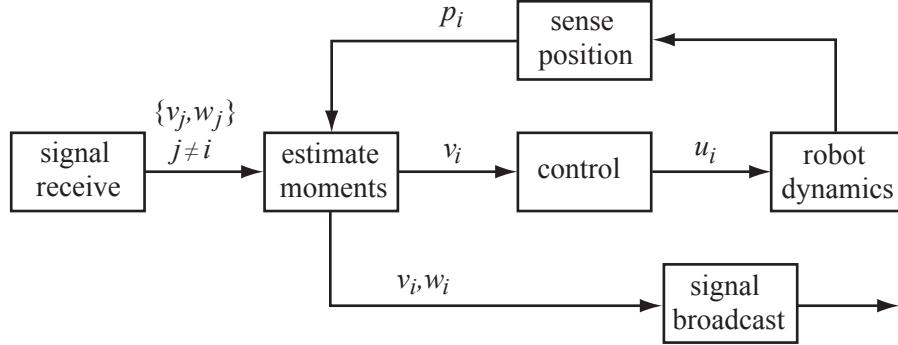 p_i
sense
position
{v_j,w_j}
j≠i
signal
receive
estimate
moments
v_i
control
u_i
robot
dynamics
v_i,w_i
signal
broadcast